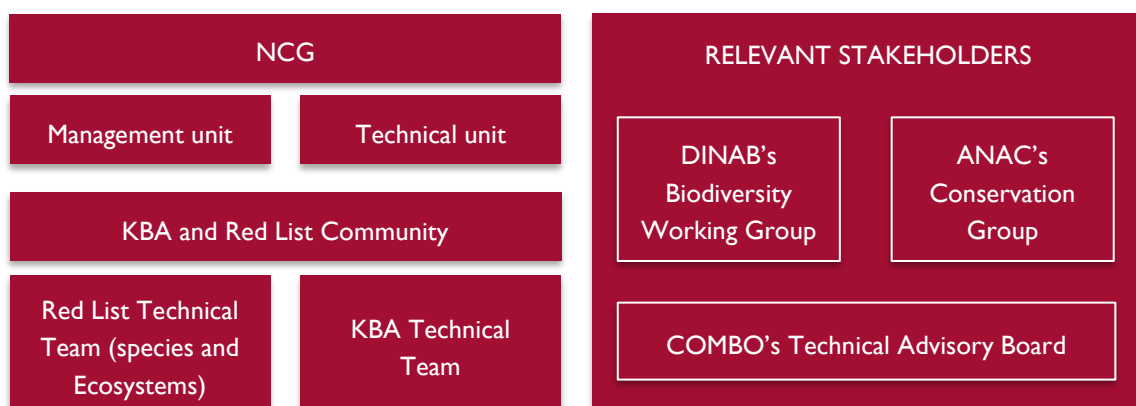 NCG
Management unit
Technical unit
KBA and Red List Community
Red List Technical
Team (species and
Ecosystems)
KBA Technical
Team
RELEVANT STAKEHOLDERS
DINAB’s
Biodiversity
Working Group
ANAC’s
Conservation
Group
COMBO’s Technical Advisory Board